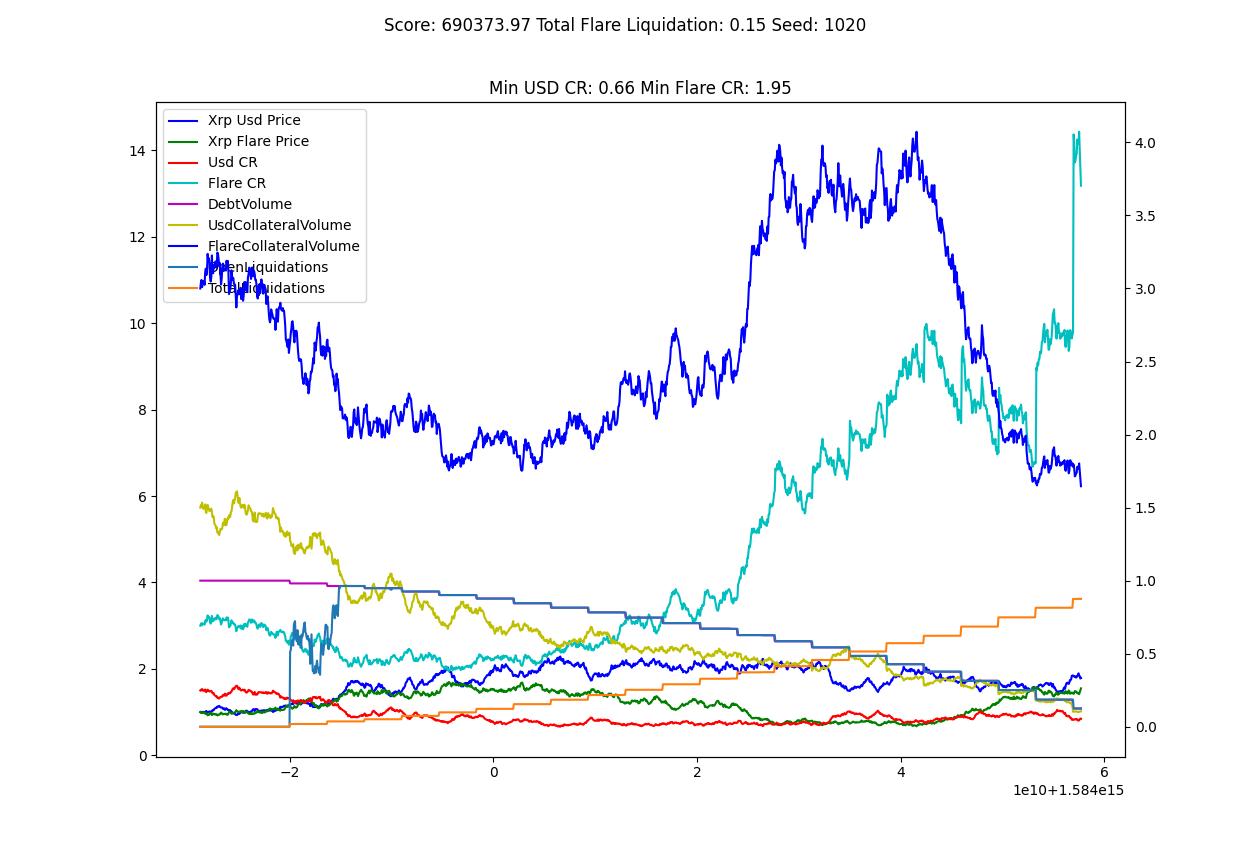 Score: 690373.97 Total Flare Liquidation: 0.15 Seed: 1020
Min USD CR: 0.66 Min Flare CR: 1.95
Xrp Usd Price
Xrp Flare Price
Usd CR
Flare CR
DebtVolume
UsdCollateralVolume
FlareCollateralVolume
OpenLiquidations
TotalLiquidations
14
12
10
8
6
4
2
0
4.0
3.5
3.0
2.5
2.0
1.5
1.0
0.5
0.0
−2 0 2 4 6
1e10+1.584e15